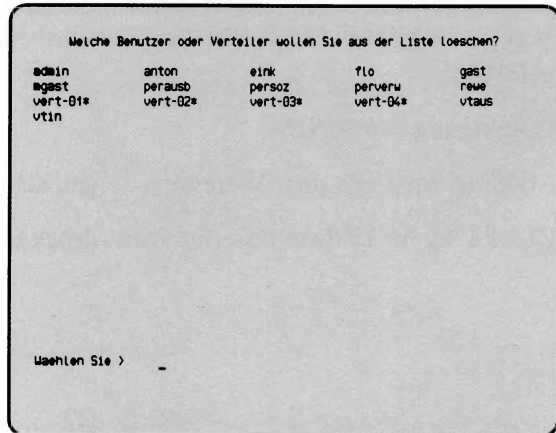 Welche Benutzer oder Verteiler wollen Sie aus der Liste loeschen?
admin anton eink flo gast
mgast perausb persoz perverw rewe
vert-01* vert-02* vert-03* vert-04* vtaus
vtin
Waehlen Sie > _